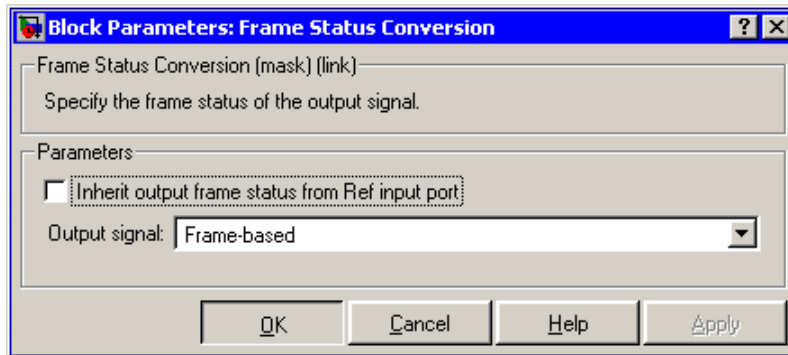 Block Parameters: Frame Status Conversion
Frame Status Conversion (mask) (link)
Specify the frame status of the output signal.
Parameters
Inherit output frame status from Ref input port
Output signal: Frame-based
OK Cancel Help Apply